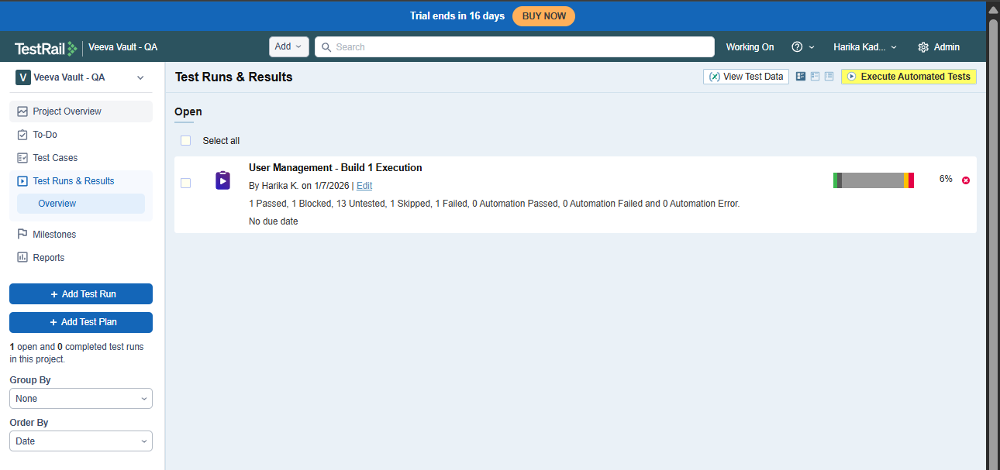 Trial ends in 16 days BUY NOW
TestRail Veeva Vault - QA Add Search Working On Harika Kad... Admin
V Veeva Vault - QA
Project Overview
To-Do
Test Cases
Test Runs & Results
Overview
Milestones
Reports
+ Add Test Run
+ Add Test Plan
1 open and 0 completed test runs
in this project.
Group By
None
Order By
Date
Test Runs & Results View Test Data Execute Automated Tests
Open
Select all
User Management - Build 1 Execution
By Harika K. on 1/7/2026 | Edit
6%
1 Passed, 1 Blocked, 13 Untested, 1 Skipped, 1 Failed, 0 Automation Passed, 0 Automation Failed and 0 Automation Error.
No due date